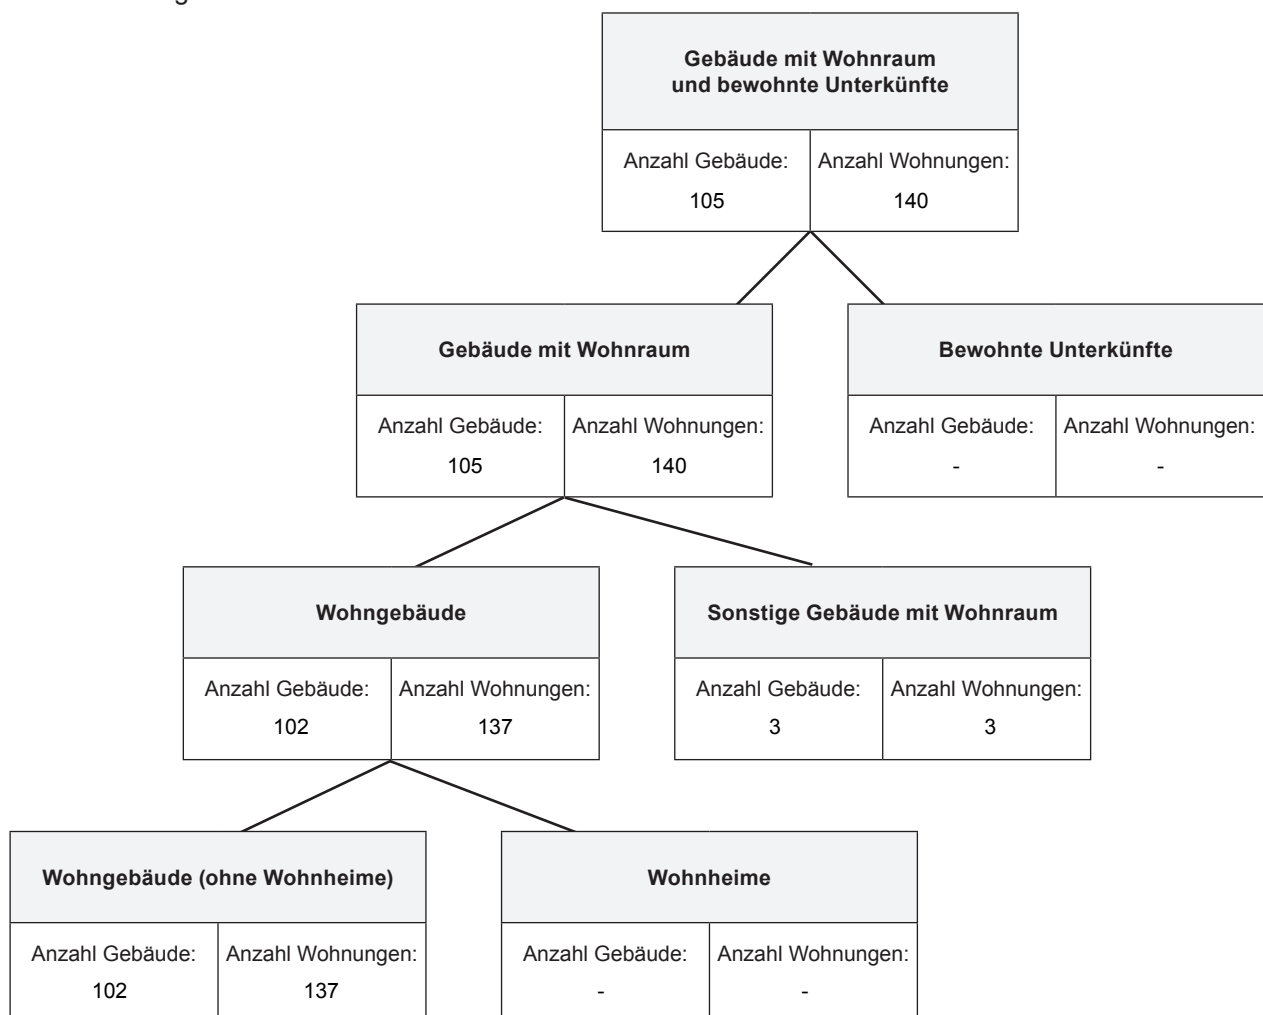 Gebäude mit Wohnraum
und bewohnte Unterkünfte
Anzahl Gebäude: Anzahl Wohnungen:
105 140
Gebäude mit Wohnraum Bewohnte Unterkünfte
Anzahl Gebäude: Anzahl Wohnungen: Anzahl Gebäude: Anzahl Wohnungen:
105 140 - -
Wohngebäude Sonstige Gebäude mit Wohnraum
Anzahl Gebäude: Anzahl Wohnungen: Anzahl Gebäude: Anzahl Wohnungen:
102 137 3 3
Wohngebäude (ohne Wohnheime) Wohnheime
Anzahl Gebäude: Anzahl Wohnungen: Anzahl Gebäude: Anzahl Wohnungen:
102 137 - -